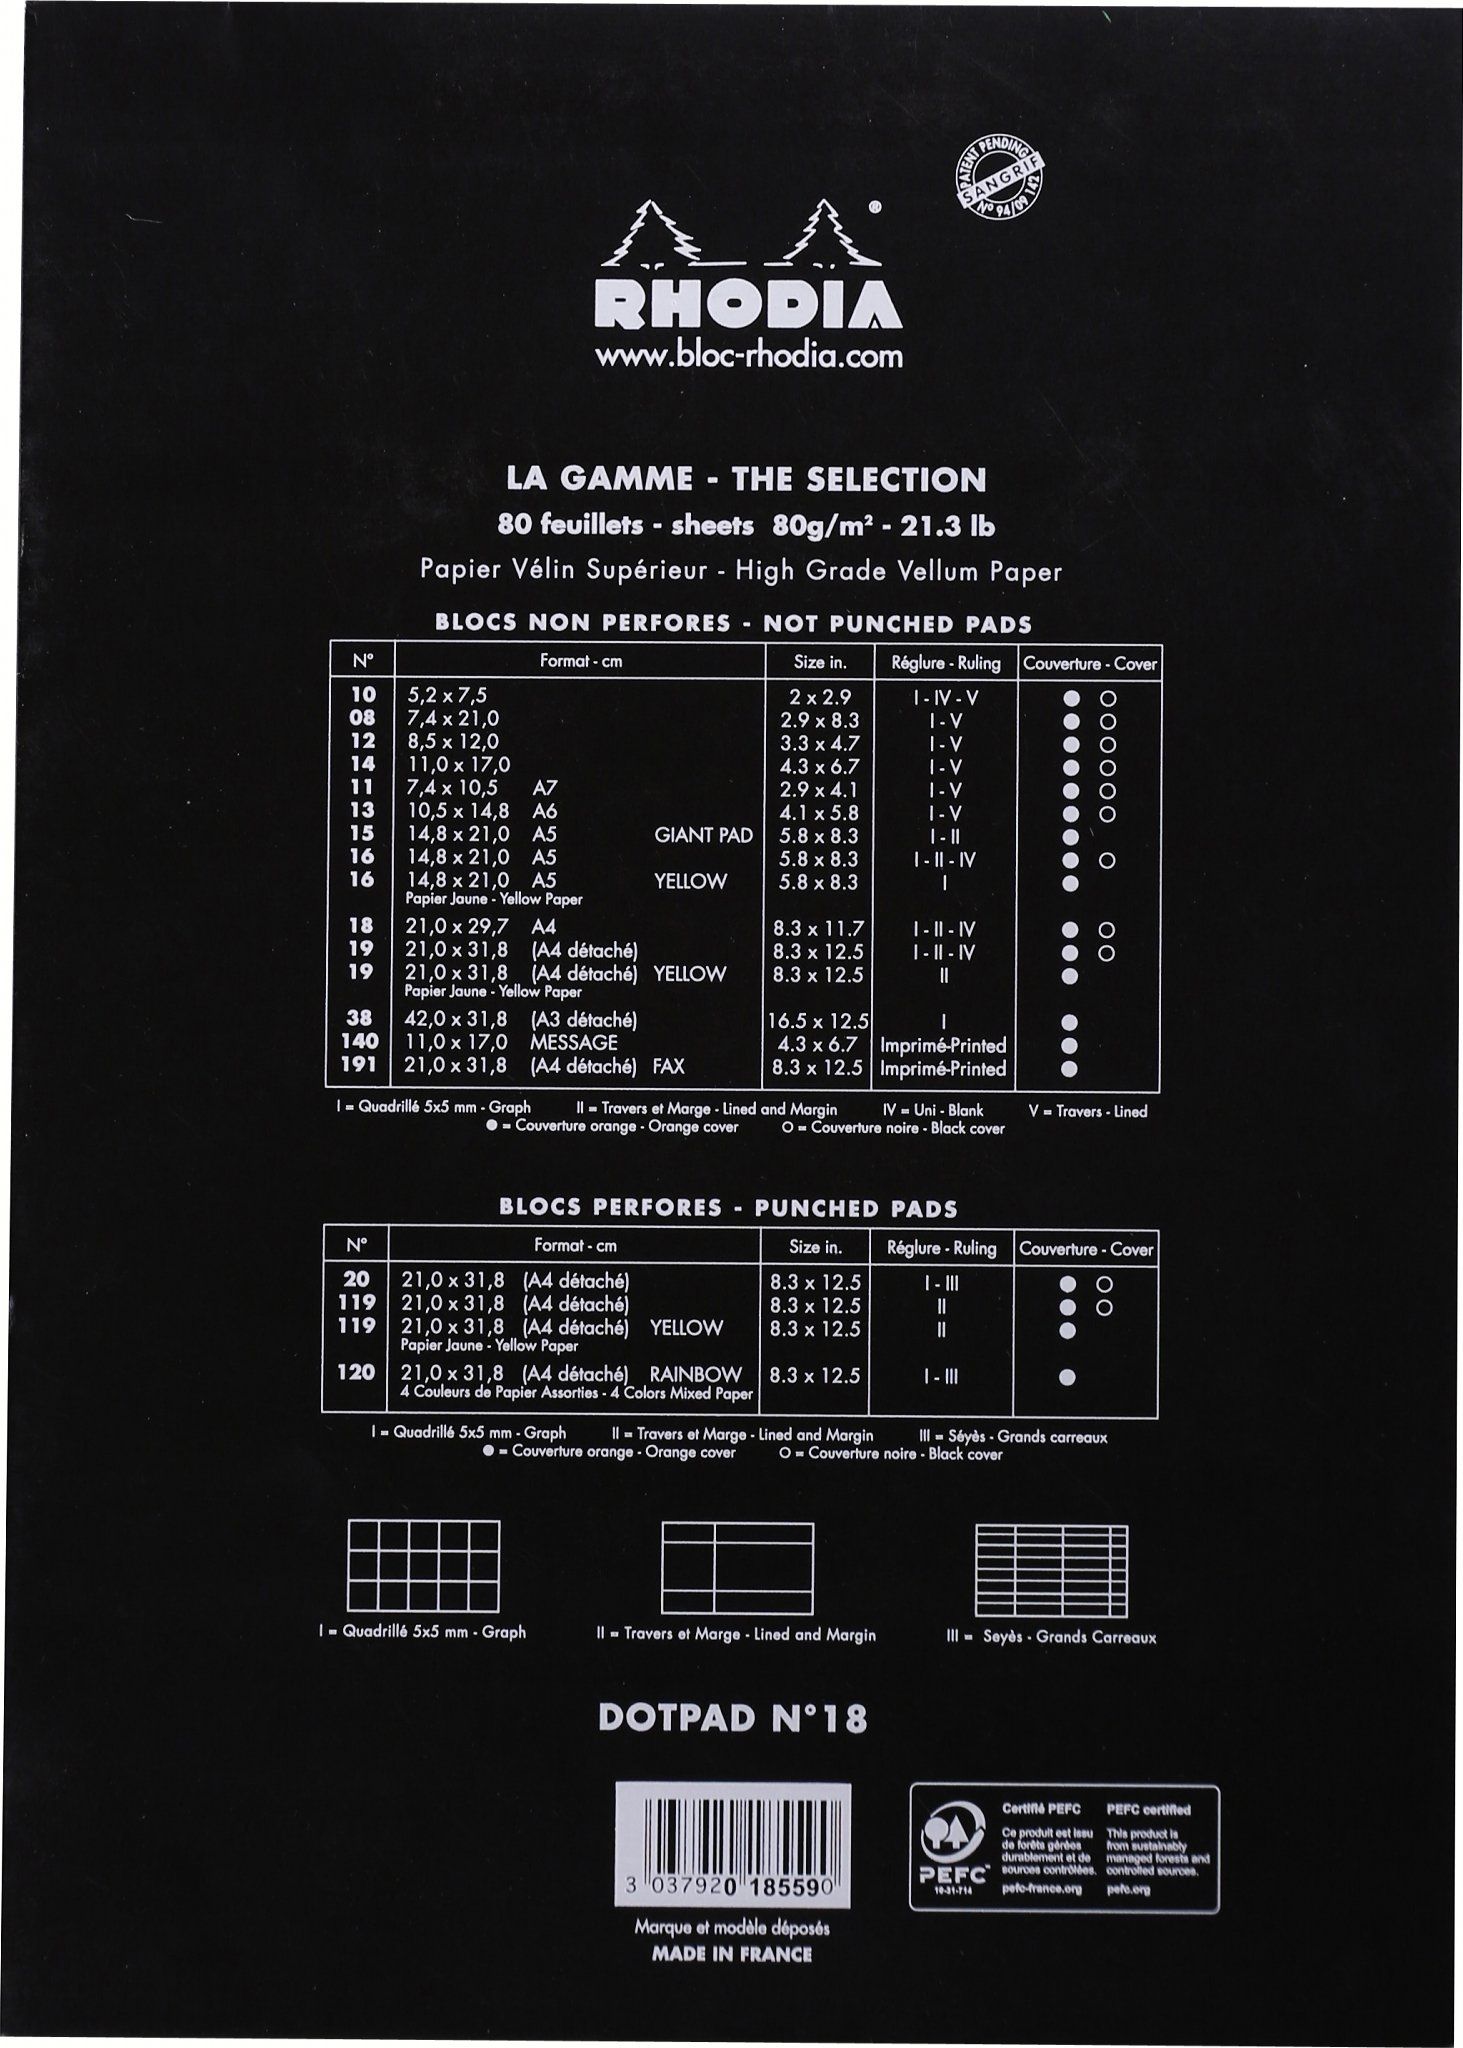 PATENT PENDING
SANGRIF
N° 94/09 142
®
RHODIA
www.bloc-rhodia.com
LA GAMME - THE SELECTION
80 feuillets - sheets 80g/m² - 21.3 lb
Papier Vélin Supérieur - High Grade Vellum Paper
BLOCS NON PERFORES - NOT PUNCHED PADS
N° Format - cm Size in. Réglure - Ruling Couverture - Cover
10 5,2 x 7,5 2 x 2.9 I - IV - V ● ○
08 7,4 x 21,0 2.9 x 8.3 I - V ● ○
12 8,5 x 12,0 3.3 x 4.7 I - V ● ○
14 11,0 x 17,0 4.3 x 6.7 I - V ● ○
11 7,4 x 10,5 A7 2.9 x 4.1 I - V ● ○
13 10,5 x 14,8 A6 4.1 x 5.8 I - V ● ○
15 14,8 x 21,0 A5 GIANT PAD 5.8 x 8.3 I - II ●
16 14,8 x 21,0 A5 5.8 x 8.3 I - II - IV ● ○
16 14,8 x 21,0 A5 YELLOW 5.8 x 8.3 I ●
Papier Jaune - Yellow Paper
18 21,0 x 29,7 A4 8.3 x 11.7 I - II - IV ● ○
19 21,0 x 31,8 (A4 détaché) 8.3 x 12.5 I - II - IV ● ○
19 21,0 x 31,8 (A4 détaché) YELLOW 8.3 x 12.5 II ●
Papier Jaune - Yellow Paper
38 42,0 x 31,8 (A3 détaché) 16.5 x 12.5 I ●
140 11,0 x 17,0 MESSAGE 4.3 x 6.7 Imprimé-Printed ●
191 21,0 x 31,8 (A4 détaché) FAX 8.3 x 12.5 Imprimé-Printed ●
I = Quadrillé 5x5 mm - Graph II = Travers et Marge - Lined and Margin IV = Uni - Blank V = Travers - Lined
● = Couverture orange - Orange cover ○ = Couverture noire - Black cover
BLOCS PERFORES - PUNCHED PADS
N° Format - cm Size in. Réglure - Ruling Couverture - Cover
20 21,0 x 31,8 (A4 détaché) 8.3 x 12.5 I - III ● ○
119 21,0 x 31,8 (A4 détaché) 8.3 x 12.5 II ● ○
119 21,0 x 31,8 (A4 détaché) YELLOW 8.3 x 12.5 II ●
Papier Jaune - Yellow Paper
120 21,0 x 31,8 (A4 détaché) RAINBOW 8.3 x 12.5 I - III ●
4 Couleurs de Papier Assorties - 4 Colors Mixed Paper
I = Quadrillé 5x5 mm - Graph II = Travers et Marge - Lined and Margin III = Séyès - Grands carreaux
● = Couverture orange - Orange cover ○ = Couverture noire - Black cover
I = Quadrillé 5x5 mm - Graph II = Travers et Marge - Lined and Margin III = Seyès - Grands Carreaux
DOTPAD N°18
3 037920 185590
Marque et modèle déposés
MADE IN FRANCE
PEFC™
10-31-714
Certifié PEFC
Ce produit est issu
de forêts gérées
durablement et de
sources contrôlées.
pefc-france.org
PEFC certified
This product is
from sustainably
managed forests and
controlled sources.
pefc.org